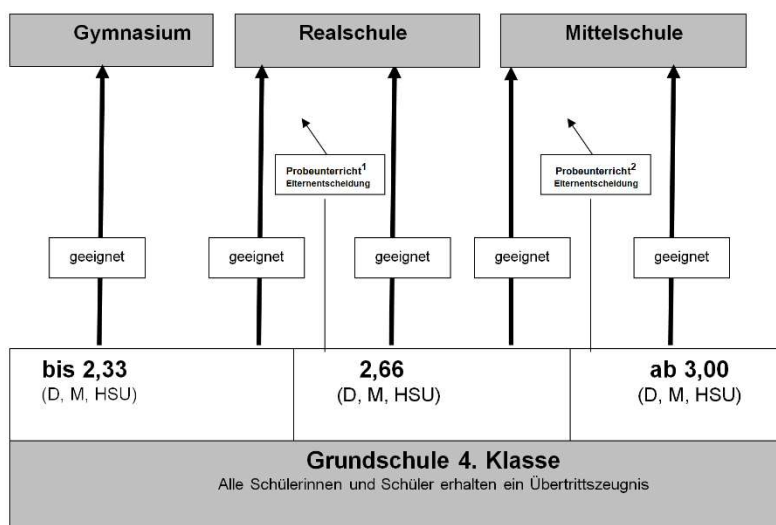 Gymnasium
Realschule
Mittelschule
Probeunterricht1
Elternentscheidung
Probeunterricht2
Elternentscheidung
geeignet
geeignet
geeignet
geeignet
geeignet
bis 2,33
(D, M, HSU)
2,66
(D, M, HSU)
ab 3,00
(D, M, HSU)
Grundschule 4. Klasse
Alle Schülerinnen und Schüler erhalten ein Übertrittszeugnis